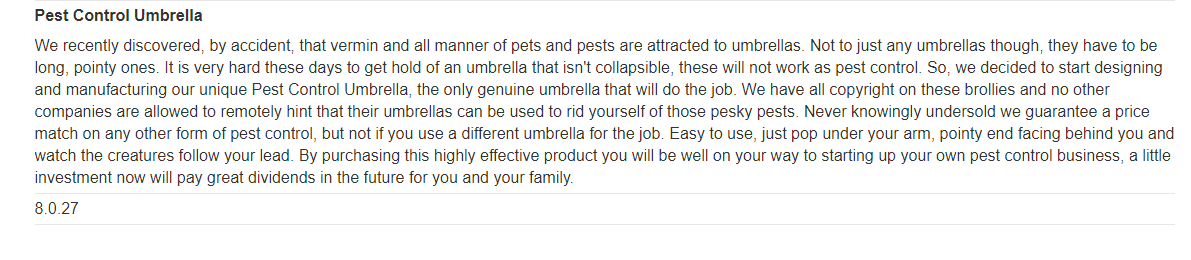 Pest Control Umbrella
We recently discovered, by accident, that vermin and all manner of pets and pests are attracted to umbrellas. Not to just any umbrellas though, they have to be
long, pointy ones. It is very hard these days to get hold of an umbrella that isn't collapsible, these will not work as pest control. So, we decided to start designing
and manufacturing our unique Pest Control Umbrella, the only genuine umbrella that will do the job. We have all copyright on these brollies and no other
companies are allowed to remotely hint that their umbrellas can be used to rid yourself of those pesky pests. Never knowingly undersold we guarantee a price
match on any other form of pest control, but not if you use a different umbrella for the job. Easy to use, just pop under your arm, pointy end facing behind you and
watch the creatures follow your lead. By purchasing this highly effective product you will be well on your way to starting up your own pest control business, a little
investment now will pay great dividends in the future for you and your family.
8.0.27